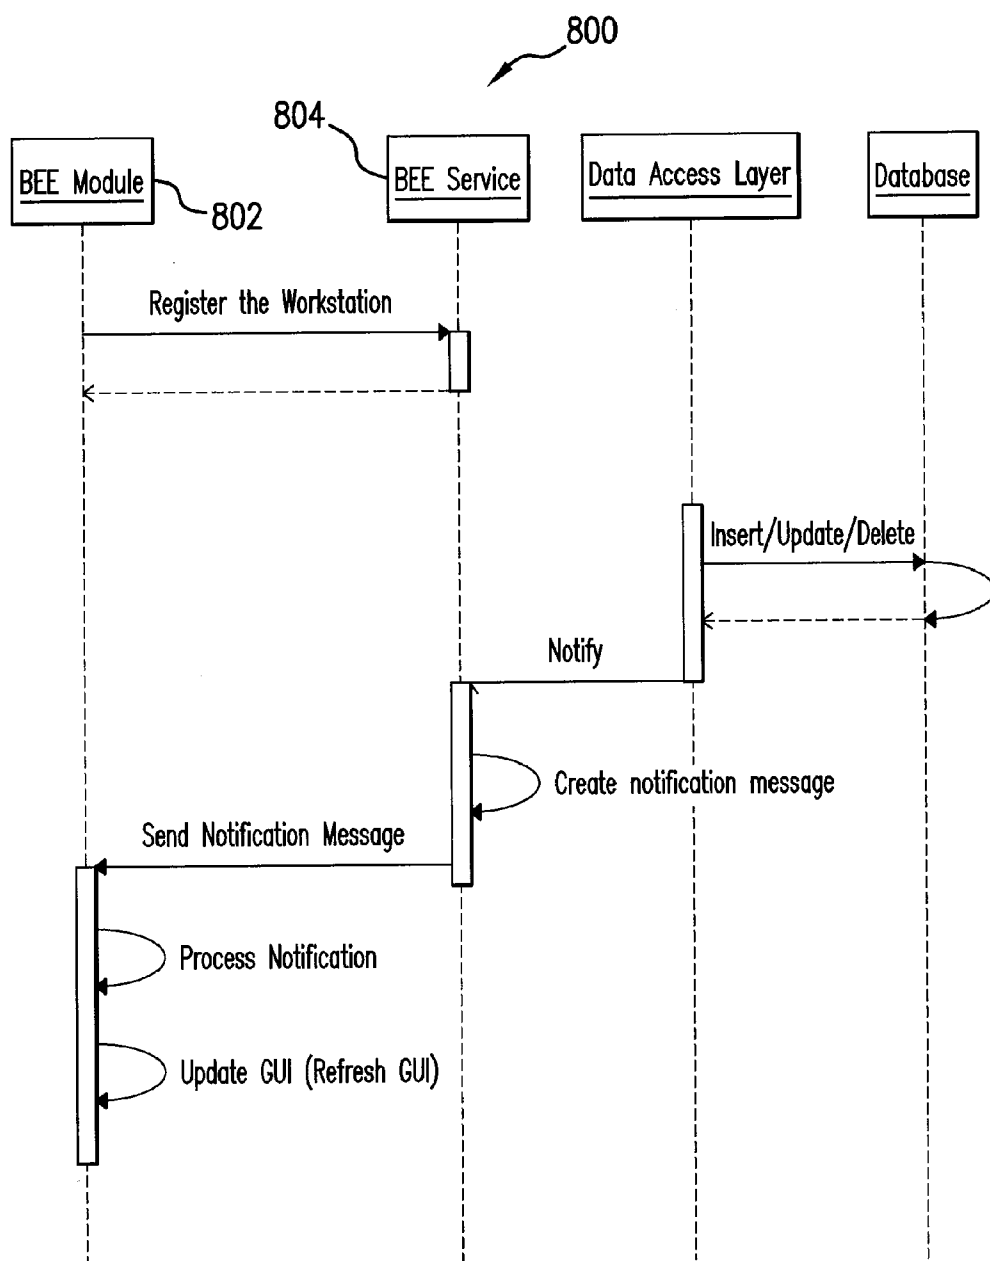 800
804
BEE Module
BEE Service
Data Access Layer
Database
802
Register the Workstation
Insert/Update/Delete
Notify
Create notification message
Send Notification Message
Process Notification
Update GUI (Refresh GUI)